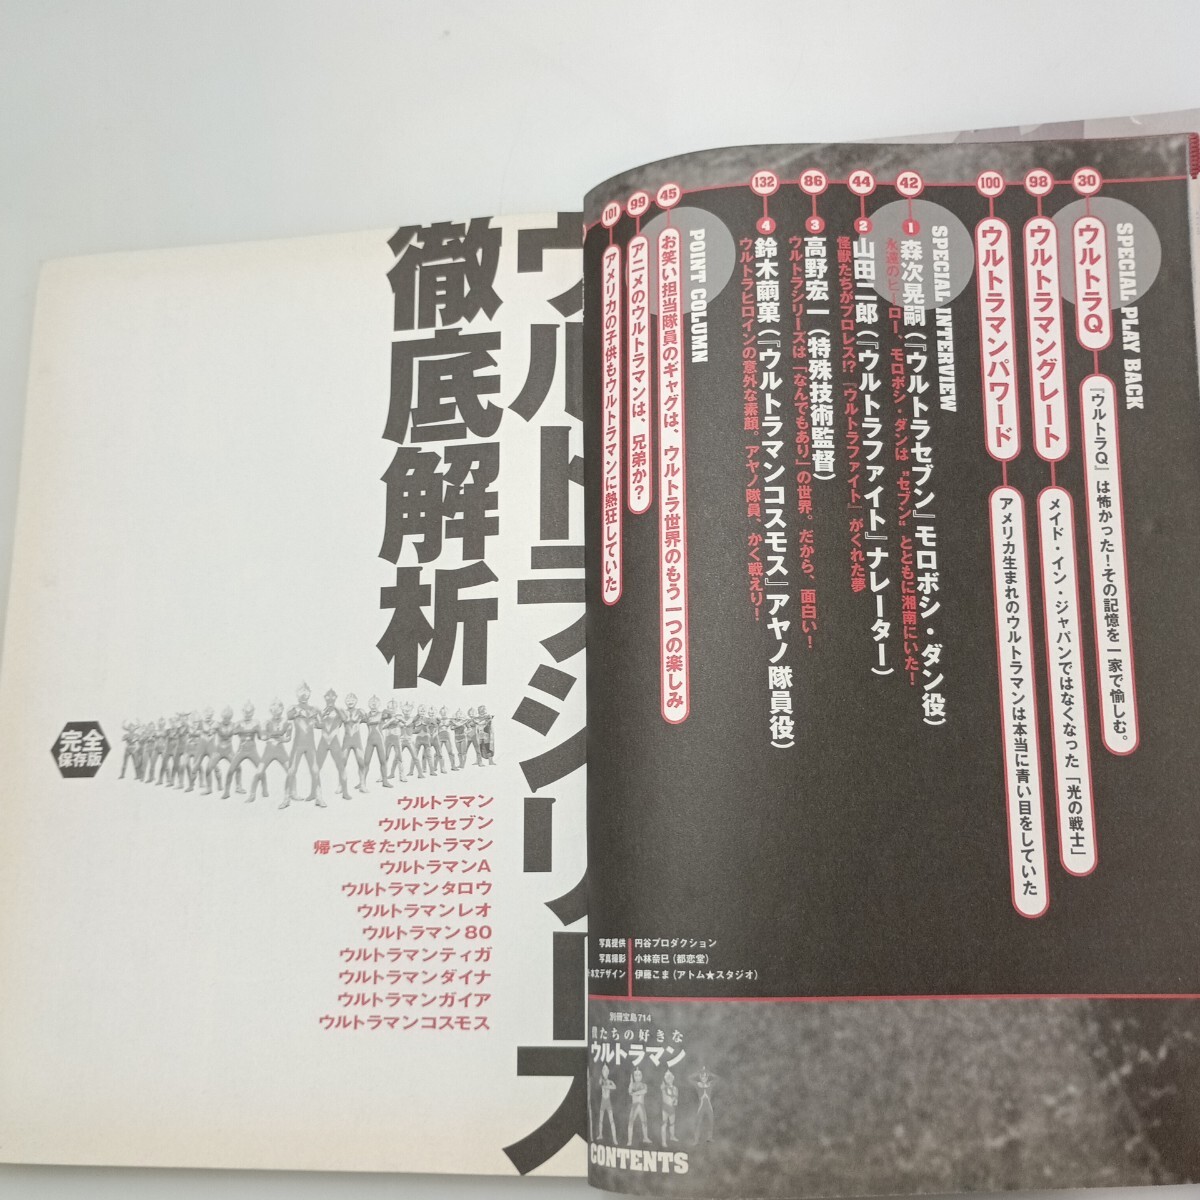 SPECIAL PLAY BACK
30
ウルトラQ
『ウルトラQ』は怖かった!その記憶を一家で愉しむ。
98
ウルトラマングレート
メイド・イン・ジャパンではなくなった「光の戦士」
100
ウルトラマンパワード
アメリカ生まれのウルトラマンは本当に青い目をしていた
SPECIAL INTERVIEW
42
1 森次晃嗣(『ウルトラセブン』モロボシ・ダン役)
永遠のヒーロー、モロボシ・ダンは“セブン”とともに湘南にいた!
44
2 山田二郎(『ウルトラファイト』ナレーター)
怪獣たちがプロレス!?『ウルトラファイト』がくれた夢
86
3 高野宏一(特殊技術監督)
ウルトラシリーズは「なんでもあり」の世界。だから、面白い!
132
4 鈴木繭菓(『ウルトラマンコスモス』アヤノ隊員役)
ウルトラヒロインの意外な素顔。アヤノ隊員、かく戦えり!
POINT COLUMN
45
お笑い担当隊員のギャグは、ウルトラ世界のもう一つの楽しみ
99
アニメのウルトラマンは、兄弟か?
101
アメリカの子供もウルトラマンに熱狂していた
写真提供 円谷プロダクション
写真撮影 小林奈巳(都恋堂)
本文デザイン 伊藤こま(アトム★スタジオ)
別冊宝島714
僕たちの好きな
ウルトラマン
CONTENTS
ウルトラシリーズ
徹底解析
完全
保存版
ウルトラマン
ウルトラセブン
帰ってきたウルトラマン
ウルトラマンA
ウルトラマンタロウ
ウルトラマンレオ
ウルトラマン80
ウルトラマンティガ
ウルトラマンダイナ
ウルトラマンガイア
ウルトラマンコスモス